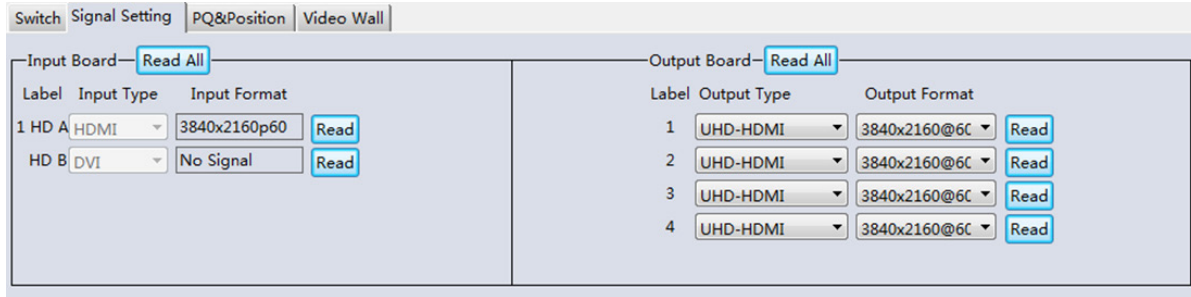 Switch Signal Setting PQ&Position Video Wall
Input Board Read All
Label Input Type Input Format
1 HD A HDMI 3840x2160p60 Read
HD B DVI No Signal Read
Output Board Read All
Label Output Type Output Format
1 UHD-HDMI 3840x2160@60 Read
2 UHD-HDMI 3840x2160@60 Read
3 UHD-HDMI 3840x2160@60 Read
4 UHD-HDMI 3840x2160@60 Read